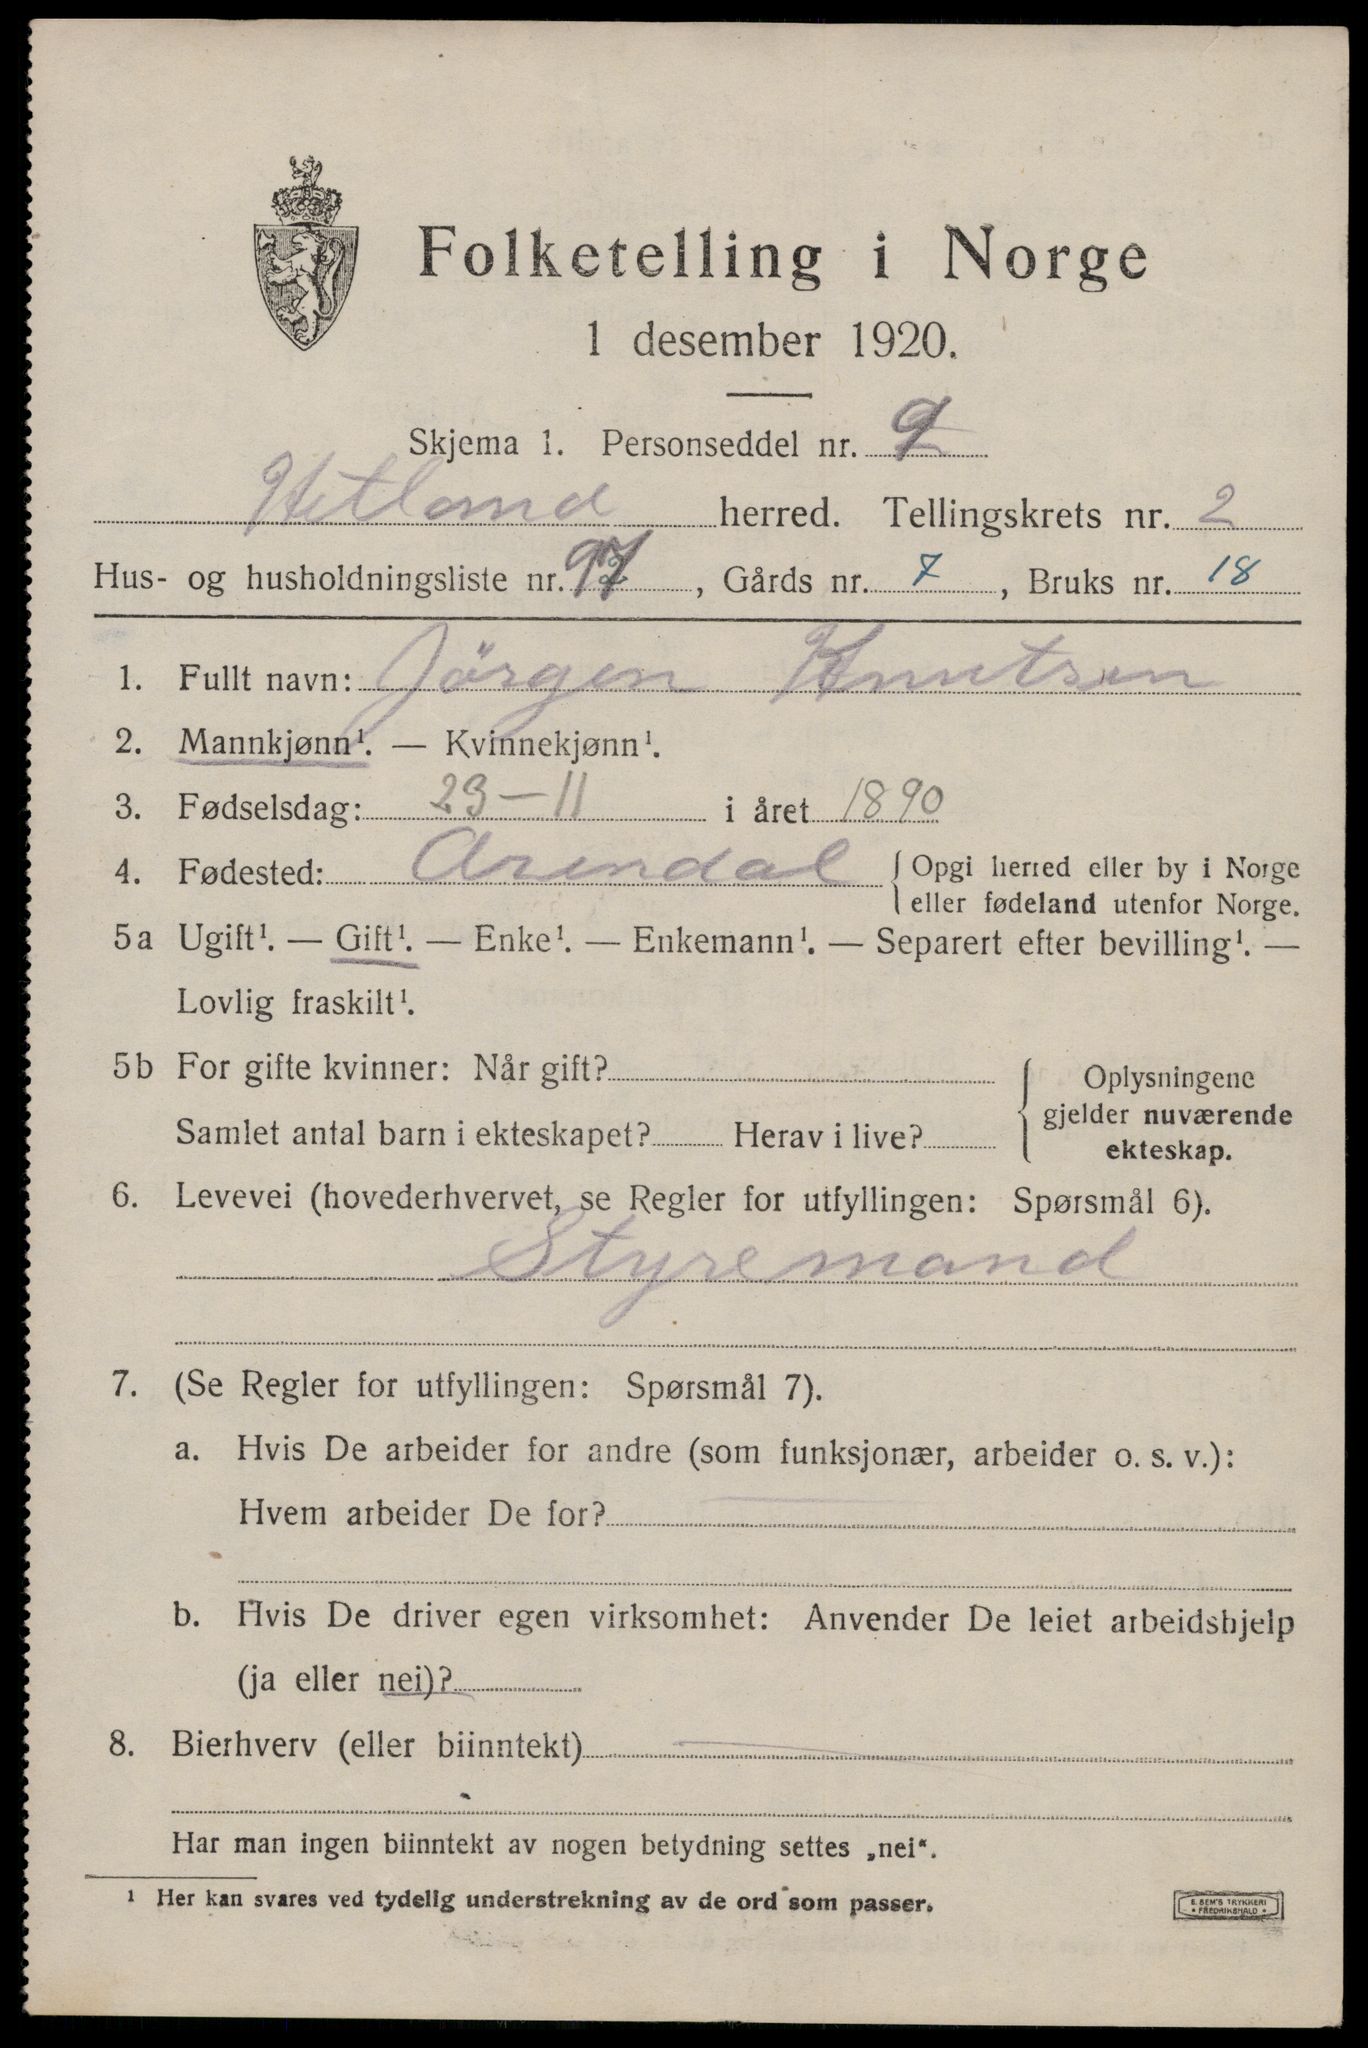 Folketelling i Norge
1 desember 1920.
Skjema 1. Personseddel nr. 9
Hetland herred. Tellingskrets nr. 2
Hus- og husholdningsliste nr. 97, Gårds nr. 7, Bruks nr. 18
1. Fullt navn: Jörgen Knutsen
2. Mannkjønn¹. — Kvinnekjønn¹.
3. Fødselsdag: 23-11 i året 1890
4. Fødested: Arendal { Opgi herred eller by i Norge
eller fødeland utenfor Norge.
5a Ugift¹. — Gift¹. — Enke¹. — Enkemann¹. — Separert efter bevilling¹. —
Lovlig fraskilt¹.
5b For gifte kvinner: Når gift?
Samlet antal barn i ekteskapet? Herav i live?
Oplysningene
gjelder nuværende
ekteskap.
6. Levevei (hovederhvervet, se Regler for utfyllingen: Spørsmål 6).
Styremand
7. (Se Regler for utfyllingen: Spørsmål 7).
a. Hvis De arbeider for andre (som funksjonær, arbeider o. s. v.):
Hvem arbeider De for?
b. Hvis De driver egen virksomhet: Anvender De leiet arbeidshjelp
(ja eller nei)?
8. Bierhverv (eller biinntekt)
Har man ingen biinntekt av nogen betydning settes „nei“.
¹ Her kan svares ved tydelig understrekning av de ord som passer.
E. SEM'S TRYKKERI
* FREDRIKSHALD *